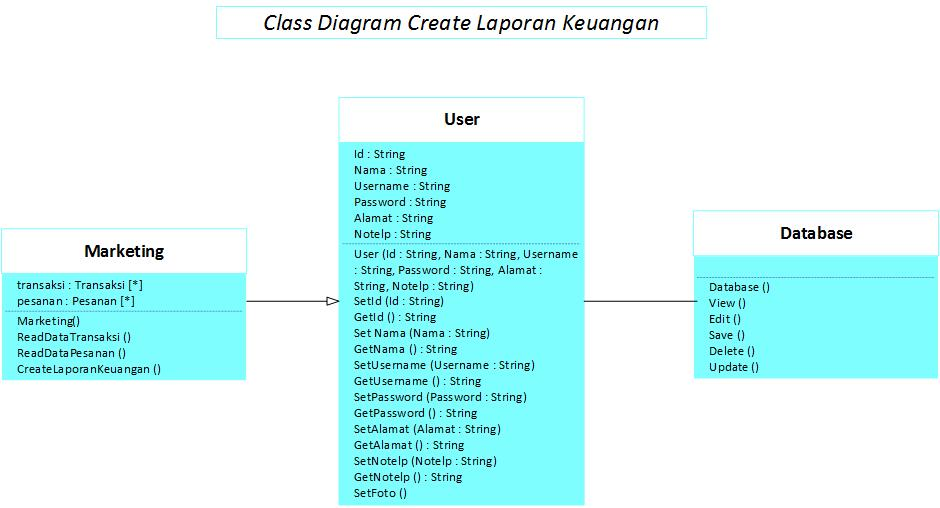 Class Diagram Create Laporan Keuangan
Marketing
transaksi : Transaksi [*]
pesanan : Pesanan [*]
Marketing()
ReadDataTransaksi ()
ReadDataPesanan ()
CreateLaporanKeuangan ()
User
Id : String
Nama : String
Username : String
Password : String
Alamat : String
Notelp : String
User (Id : String, Nama : String, Username
: String, Password : String, Alamat :
String, Notelp : String)
SetId (Id : String)
GetId () : String
Set Nama (Nama : String)
GetNama () : String
SetUsername (Username : String)
GetUsername () : String
SetPassword (Password : String)
GetPassword () : String
SetAlamat (Alamat : String)
GetAlamat () : String
SetNotelp (Notelp : String)
GetNotelp () : String
SetFoto ()
Database
Database ()
View ()
Edit ()
Save ()
Delete ()
Update ()